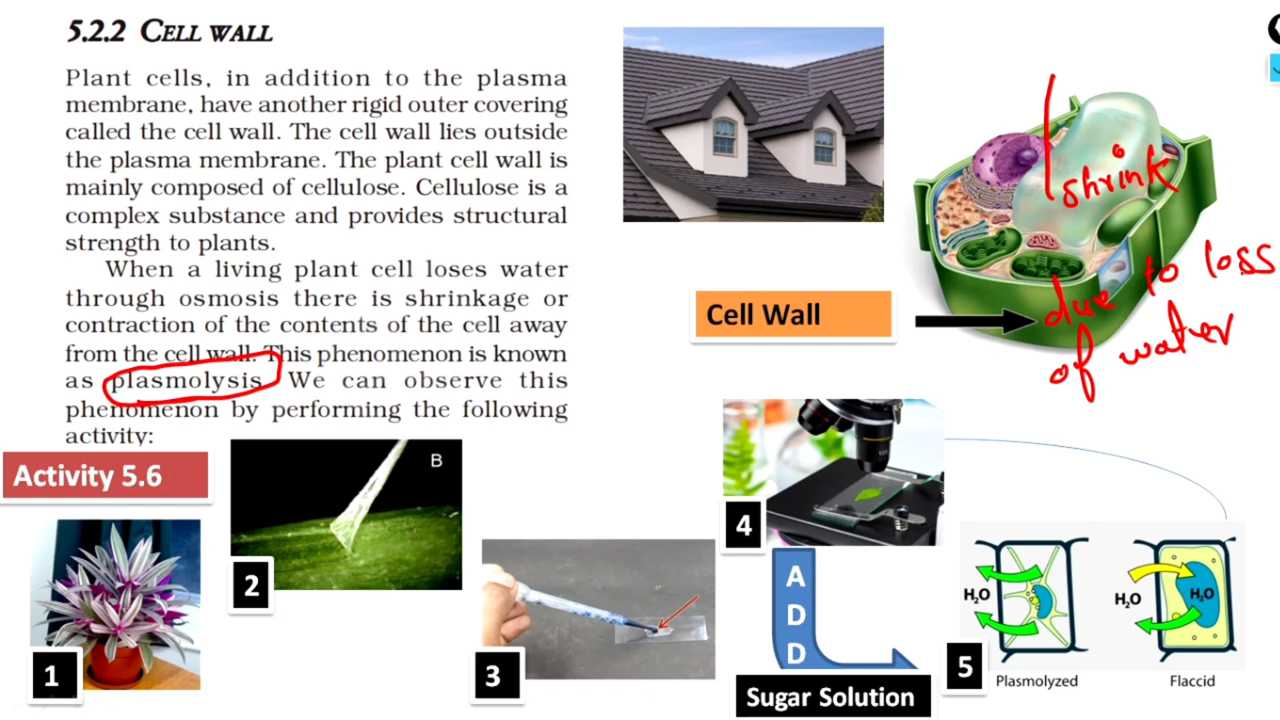 5.2.2 CELL WALL
Plant cells, in addition to the plasma
membrane, have another rigid outer covering
called the cell wall. The cell wall lies outside
the plasma membrane. The plant cell wall is
mainly composed of cellulose. Cellulose is a
complex substance and provides structural
strength to plants.
When a living plant cell loses water
through osmosis there is shrinkage or
contraction of the contents of the cell away
from the cell wall. This phenomenon is known
as plasmolysis. We can observe this
phenomenon by performing the following
activity:
shrink
due to loss
of water
Cell Wall
Activity 5.6
1
B
2
3
4
A
D
D
Sugar Solution
5
H₂O
Plasmolyzed
H₂O
H₂O
Flaccid